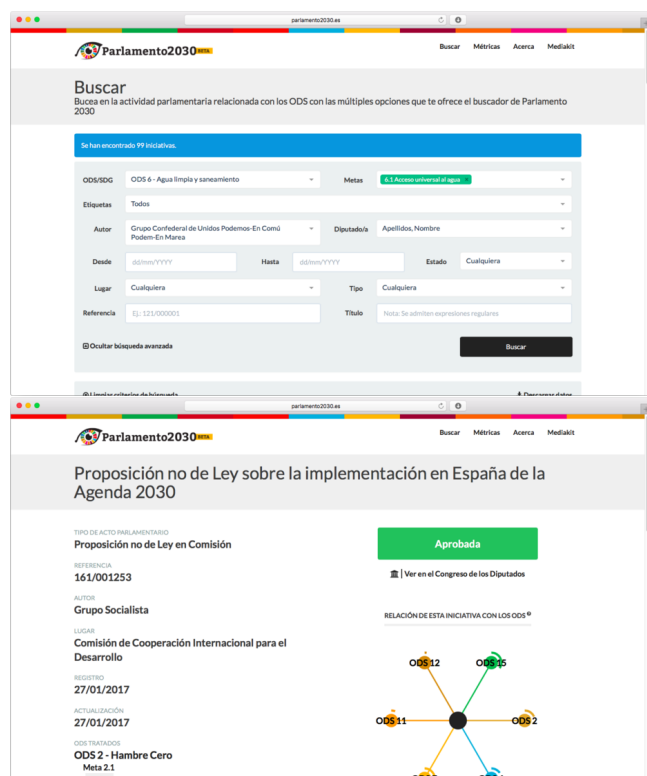 parlamento2030.es
Parlamento2030 BETA
Buscar Métricas Acerca Mediakit
Buscar
Bucea en la actividad parlamentaria relacionada con los ODS con las múltiples opciones que te ofrece el buscador de Parlamento
2030
Se han encontrado 99 iniciativas.
ODS/SDG ODS 6 - Agua limpia y saneamiento Metas 6.1 Acceso universal al agua
Etiquetas Todos
Autor Grupo Confederal de Unidos Podemos-En Comú
Podem-En Marea
Diputado/a Apellidos, Nombre
Desde dd/mm/YYYY Hasta dd/mm/YYYY Estado Cualquiera
Lugar Cualquiera Tipo Cualquiera
Referencia Ej.: 121/000001 Título Nota: Se admiten expresiones regulares
Ocultar búsqueda avanzada Buscar
Limpiar criterios de búsqueda Descargar datos
parlamento2030.es
Parlamento2030 BETA
Buscar Métricas Acerca Mediakit
Proposición no de Ley sobre la implementación en España de la
Agenda 2030
TIPO DE ACTO PARLAMENTARIO
Proposición no de Ley en Comisión
REFERENCIA
161/001253
AUTOR
Grupo Socialista
LUGAR
Comisión de Cooperación Internacional para el
Desarrollo
REGISTRO
27/01/2017
ACTUALIZACIÓN
27/01/2017
ODS TRATADOS
ODS 2 - Hambre Cero
Meta 2.1
Aprobada
Ver en el Congreso de los Diputados
RELACIÓN DE ESTA INICIATIVA CON LOS ODS
ODS 12 ODS 15
ODS 11 ODS 2